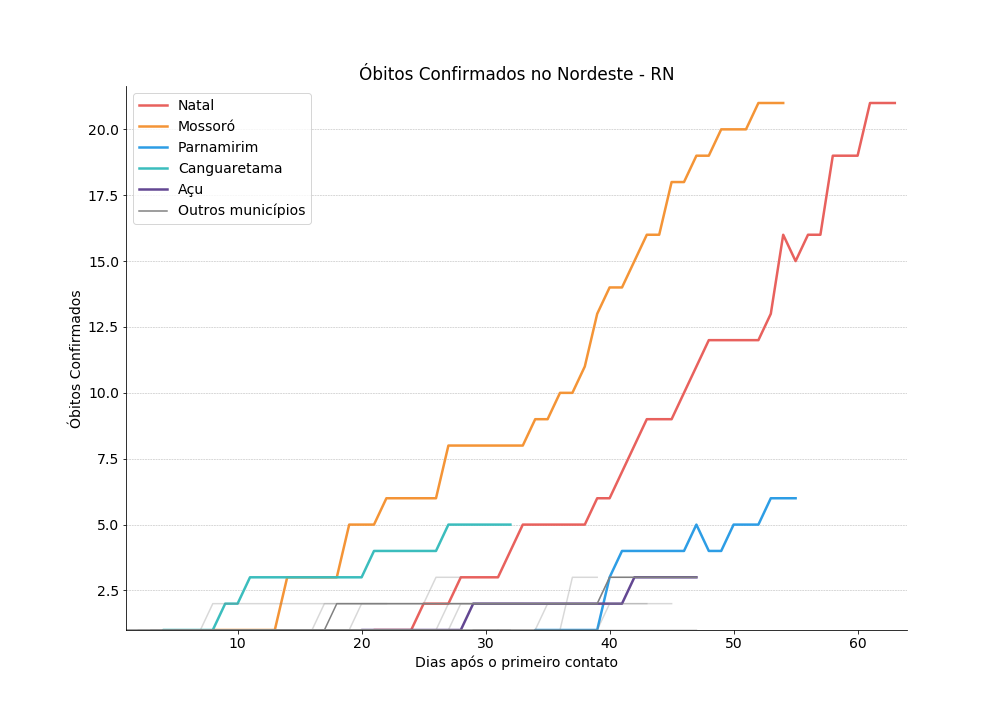 Óbitos Confirmados no Nordeste - RN
Natal
Mossoró
Parnamirim
Canguaretama
Açu
Outros municípios
Óbitos Confirmados
20.0
17.5
15.0
12.5
10.0
7.5
5.0
2.5
10
20
30
40
50
60
Dias após o primeiro contato